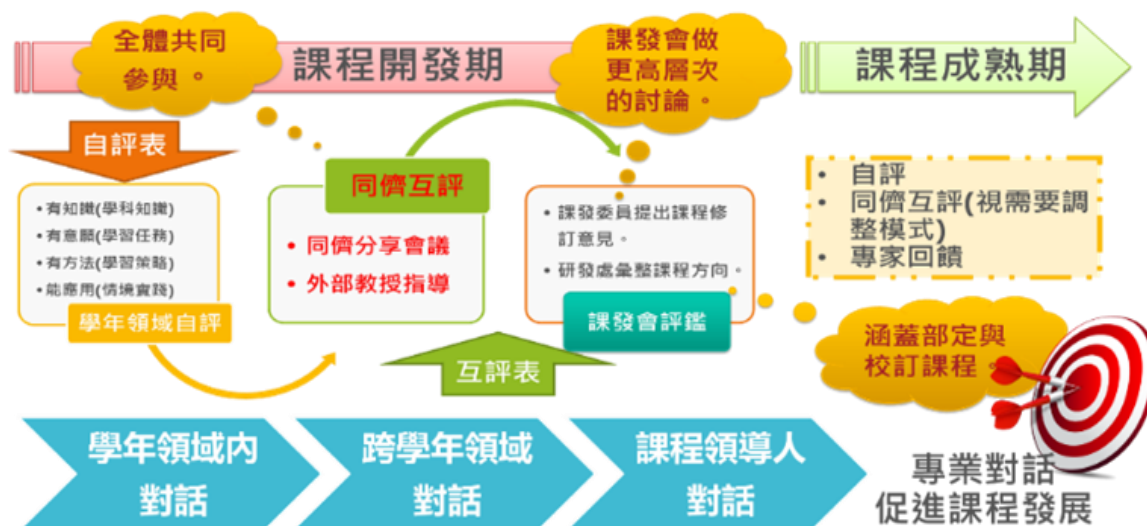 全體共同
參與。
課程開發期
課發會做
更高層次
的討論。
課程成熟期
自評表
• 有知識(學科知識)
• 有意願(學習任務)
• 有方法(學習策略)
• 能應用(情境實踐)
學年領域自評
同儕互評
• 同儕分享會議
• 外部教授指導
• 課發委員提出課程修
訂意見。
• 研發處彙整課程方向。
課發會評鑑
互評表
• 自評
• 同儕互評(視需要調
整模式)
• 專家回饋
涵蓋部定與
校訂課程。
學年領域內
對話
跨學年領域
對話
課程領導人
對話
專業對話
促進課程發展